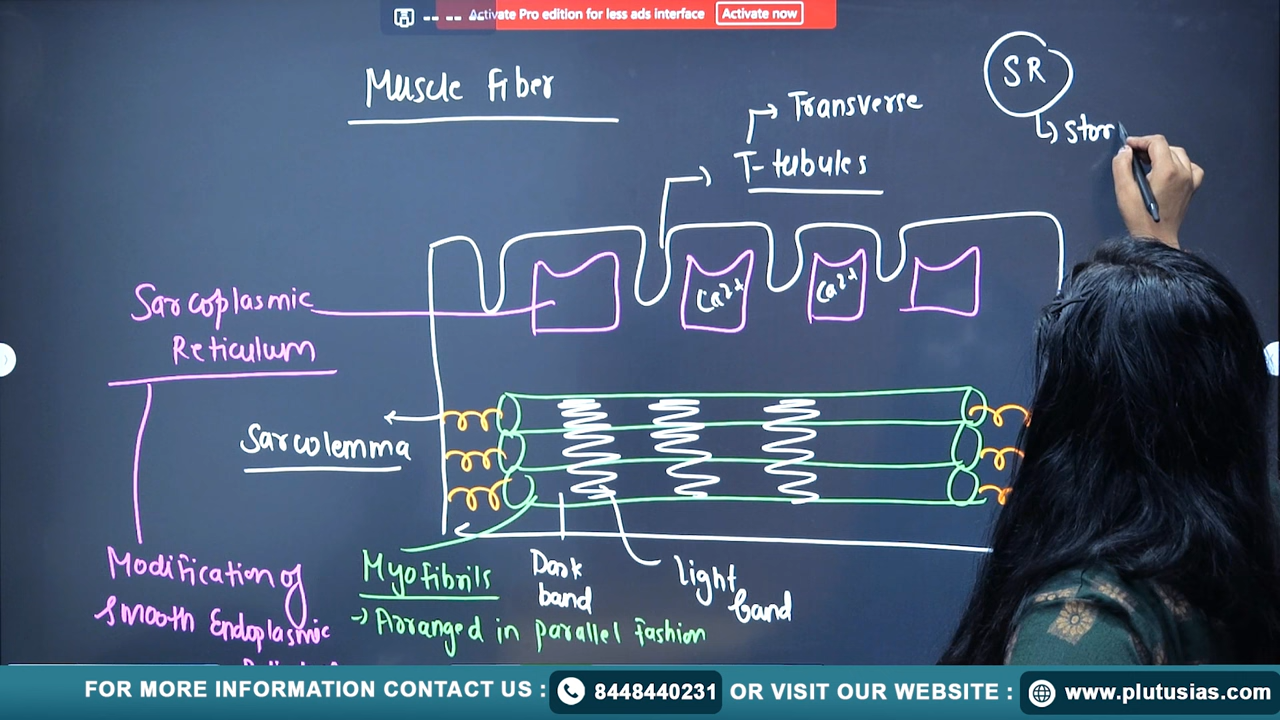 Activate Pro edition for less ads interface Activate now
Muscle Fiber
SR
Transverse
↳ Stor
T-tubules
Ca2+ Ca2+
Sarcoplasmic
Reticulum
Sarcolemma
Modification of
Smooth Endoplasmic
Myofibrils
→ Arranged in parallel fashion
Dark
band
light
band
FOR MORE INFORMATION CONTACT US : 8448440231 OR VISIT OUR WEBSITE : www.plutusias.com